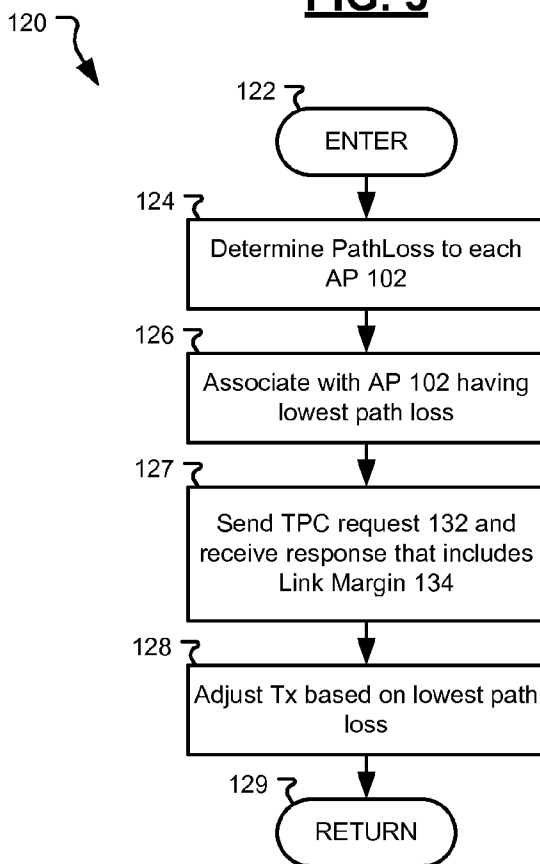 120
122
ENTER
124
Determine PathLoss to each
AP 102
126
Associate with AP 102 having
lowest path loss
127
Send TPC request 132 and
receive response that includes
Link Margin 134
128
Adjust Tx based on lowest path
loss
129
RETURN